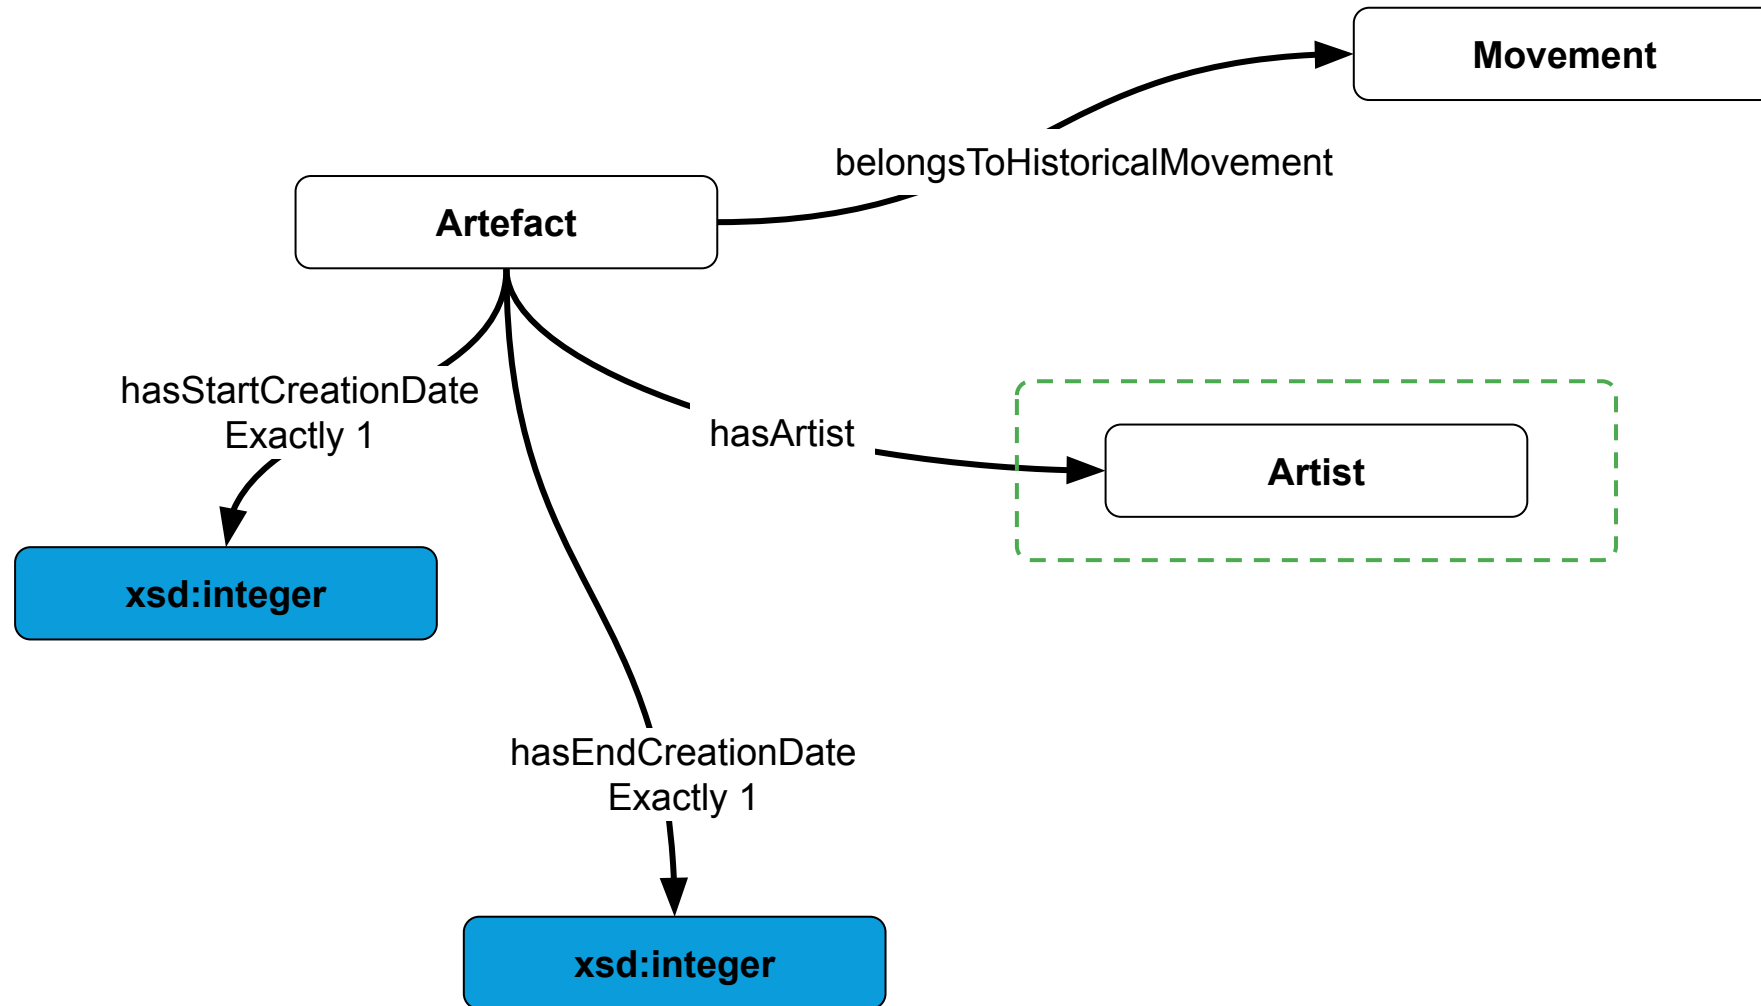 Movement
belongsToHistoricalMovement
Artefact
hasStartCreationDate
Exactly 1
hasArtist
Artist
xsd:integer
hasEndCreationDate
Exactly 1
xsd:integer